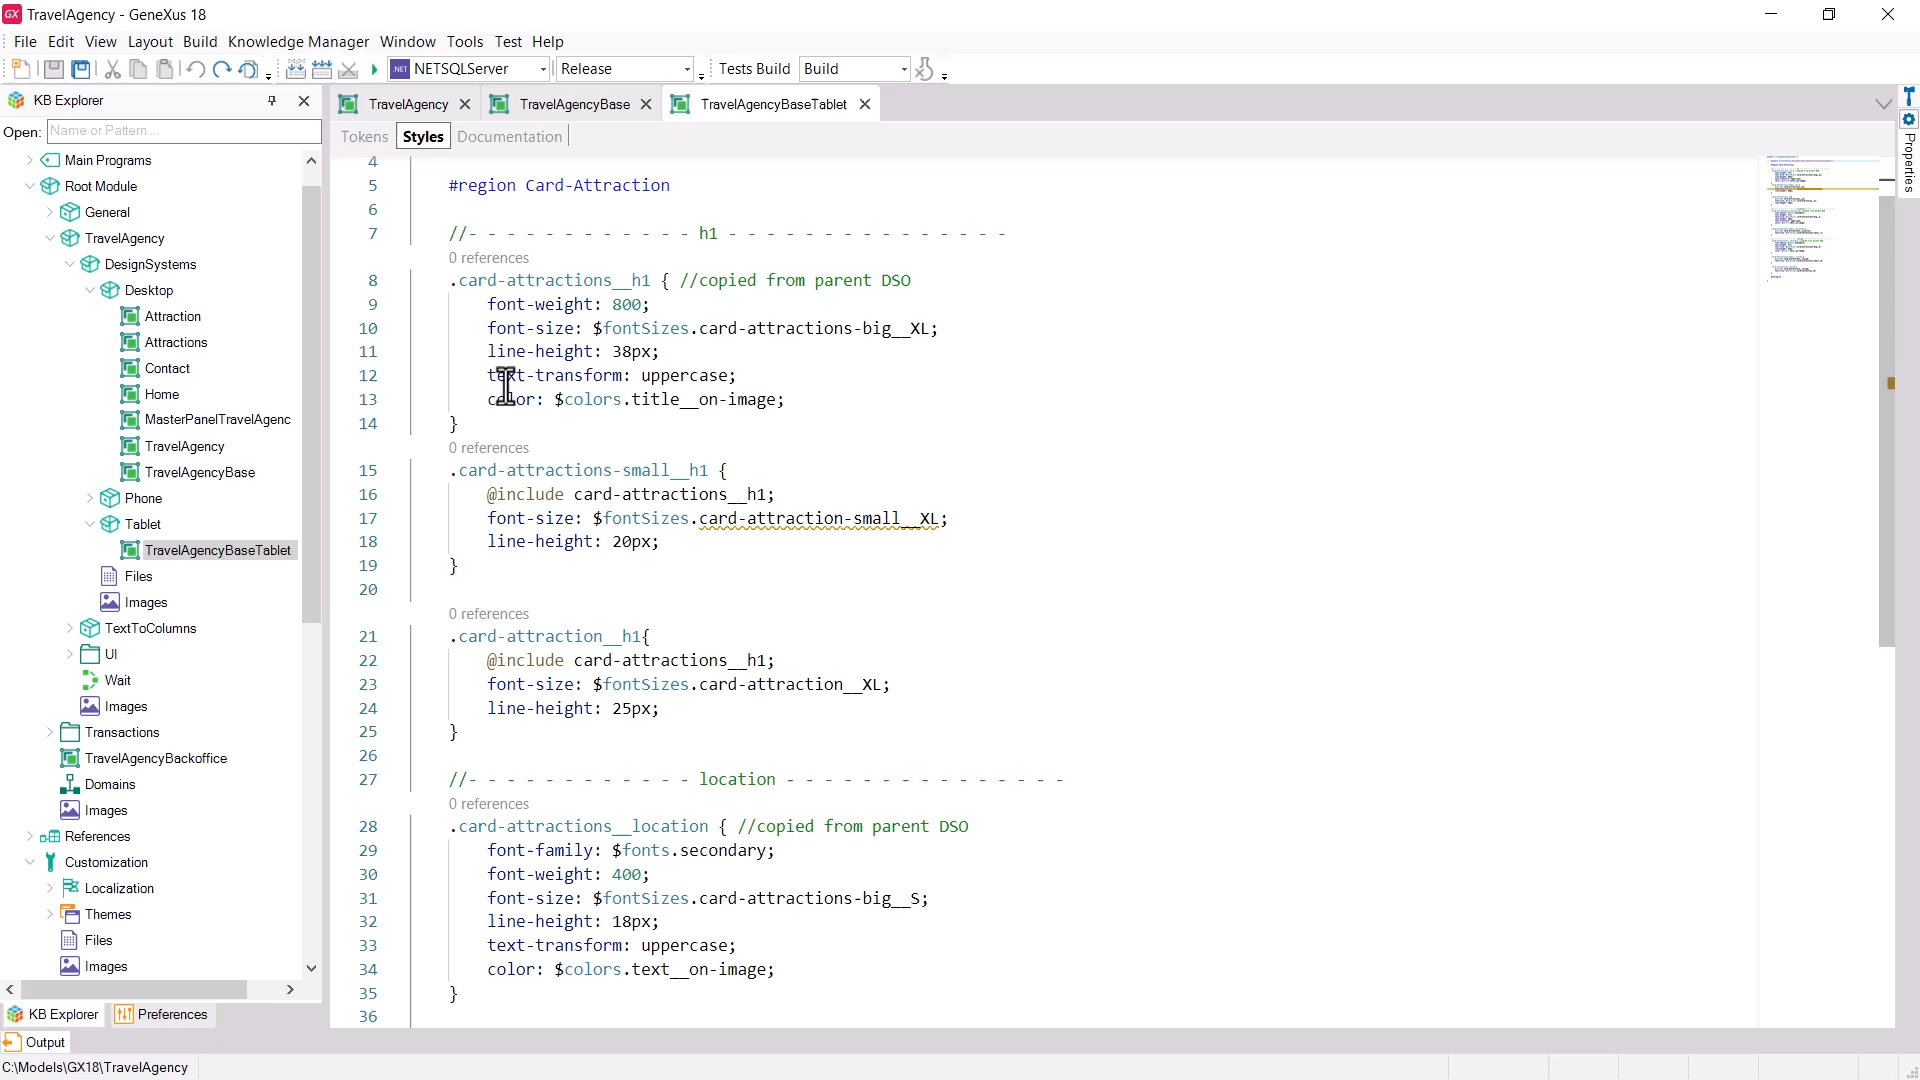 TravelAgency - GeneXus 18
File Edit View Layout Build Knowledge Manager Window Tools Test Help
.NET NETSQLServer Release Tests Build Build
KB Explorer
Open: Name or Pattern ...
Main Programs
Root Module
General
TravelAgency
DesignSystems
Desktop
Attraction
Attractions
Contact
Home
MasterPanelTravelAgenc
TravelAgency
TravelAgencyBase
Phone
Tablet
TravelAgencyBaseTablet
Files
Images
TextToColumns
UI
Wait
Images
Transactions
TravelAgencyBackoffice
Domains
Images
References
Customization
Localization
Themes
Files
Images
KB Explorer Preferences
Output
C:\Models\GX18\TravelAgency
TravelAgency TravelAgencyBase TravelAgencyBaseTablet
Tokens Styles Documentation
4
5 #region Card-Attraction
6
7 //- - - - - - - - - - - - h1 - - - - - - - - - - - - - - -
0 references
8 .card-attractions__h1 { //copied from parent DSO
9 font-weight: 800;
10 font-size: $fontSizes.card-attractions-big__XL;
11 line-height: 38px;
12 text-transform: uppercase;
13 color: $colors.title__on-image;
14 }
0 references
15 .card-attractions-small__h1 {
16 @include card-attractions__h1;
17 font-size: $fontSizes.card-attraction-small__XL;
18 line-height: 20px;
19 }
20
0 references
21 .card-attraction__h1{
22 @include card-attractions__h1;
23 font-size: $fontSizes.card-attraction__XL;
24 line-height: 25px;
25 }
26
27 //- - - - - - - - - - - - location - - - - - - - - - - - - - - -
0 references
28 .card-attractions__location { //copied from parent DSO
29 font-family: $fonts.secondary;
30 font-weight: 400;
31 font-size: $fontSizes.card-attractions-big__S;
32 line-height: 18px;
33 text-transform: uppercase;
34 color: $colors.text__on-image;
35 }
36
Properties